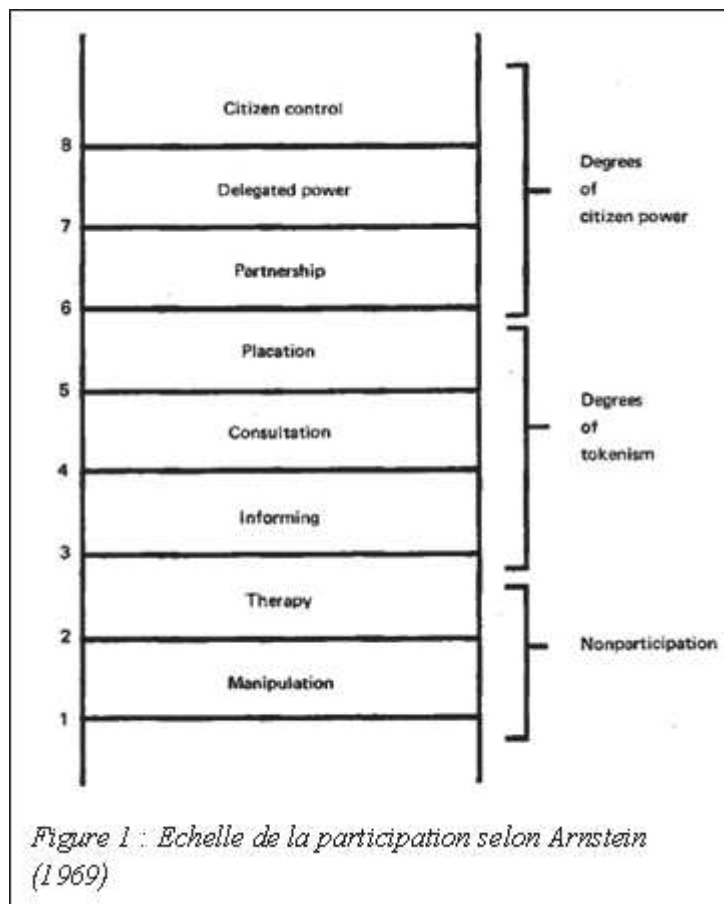 Citizen control
8
Delegated power
7
Partnership
6
Placation
5
Consultation
4
Informing
3
Therapy
2
Manipulation
1
Degrees
of
citizen power
Degrees
of
tokenism
Nonparticipation
Figure 1 : Echelle de la participation selon Arnstein
(1969)